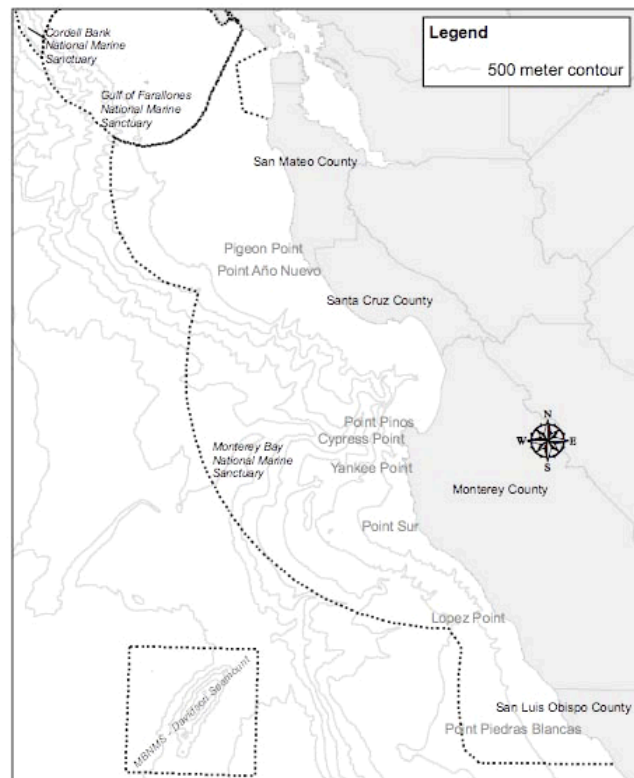 Cordell Bank
National Marine
Sanctuary
Legend
500 meter contour
Gulf of Farallones
National Marine
Sanctuary
San Mateo County
Pigeon Point
Point Año Nuevo
Santa Cruz County
Point Pinos
Cypress Point
Yankee Point
N
W
E
S
Monterey Bay
National Marine
Sanctuary
Monterey County
Point Sur
Lopez Point
MBNMS - Davidson Seamount
San Luis Obispo County
Point Piedras Blancas